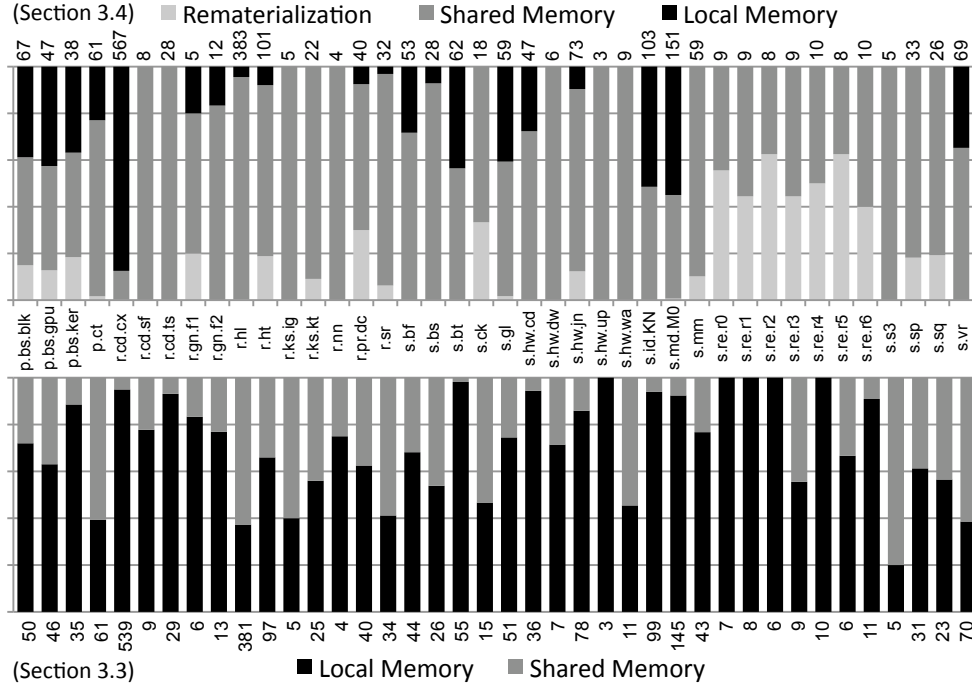 (Section 3.4) Rematerialization Shared Memory Local Memory
67 47 38 61 567 8 28 5 12 383 101 5 22 4 40 32 53 28 62 18 59 47 6 73 3 9 103 151 59 9 9 8 9 10 8 10 5 33 26 69
p.bs.blk p.bs.gpu p.bs.ker p.ct r.cd.cx r.cd.sf r.cd.ts r.gn.f1 r.gn.f2 r.hl r.ht r.ks.ig r.ks.kt r.nn r.pr.dc r.sr s.bf s.bs s.bt s.ck s.gl s.hw.cd s.hw.dw s.hw.jn s.hw.up s.hw.wa s.id.KN s.md.M0 s.mm s.re.r0 s.re.r1 s.re.r2 s.re.r3 s.re.r4 s.re.r5 s.re.r6 s.s3 s.sp s.sq s.vr
50 46 35 61 539 9 29 6 13 381 97 5 25 4 40 34 44 26 55 15 51 36 7 78 3 11 99 145 43 8 8 6 9 10 6 11 5 31 23 70
(Section 3.3) Local Memory Shared Memory